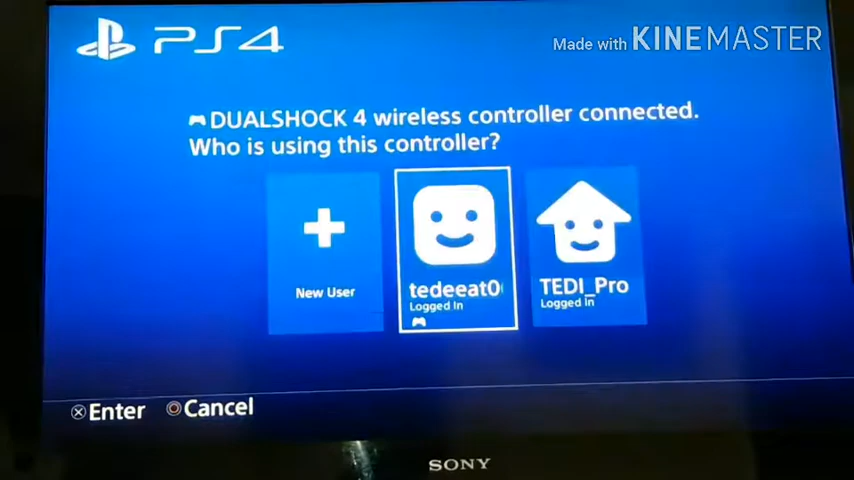 PS4
Made with KINEMASTER
DUALSHOCK 4 wireless controller connected.
Who is using this controller?
New User
tedeeat0
Logged In
TEDI_Pro
Logged In
Enter
Cancel
SONY